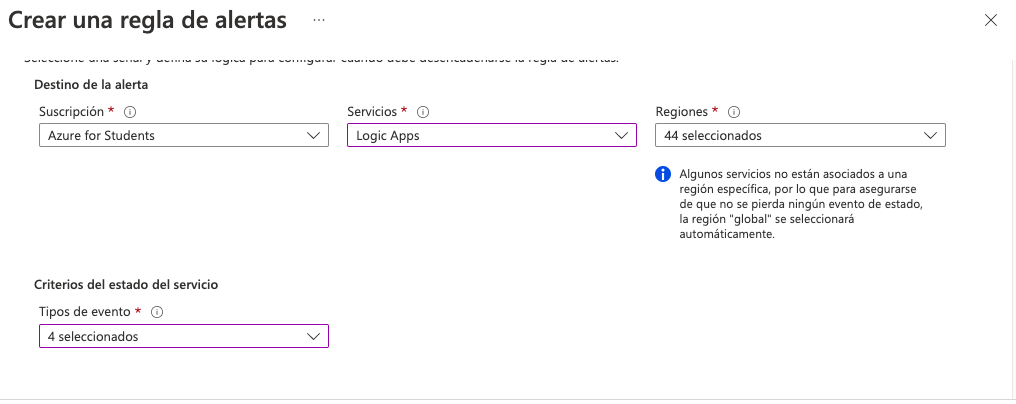 Crear una regla de alertas
Seleccione una señal y defina su lógica para configurar cuándo debe desencadenarse la regla de alertas.
Destino de la alerta
Suscripción *
Azure for Students
Servicios *
Logic Apps
Regiones *
44 seleccionados
Algunos servicios no están asociados a una
región específica, por lo que para asegurarse
de que no se pierda ningún evento de estado,
la región "global" se seleccionará
automáticamente.
Criterios del estado del servicio
Tipos de evento *
4 seleccionados